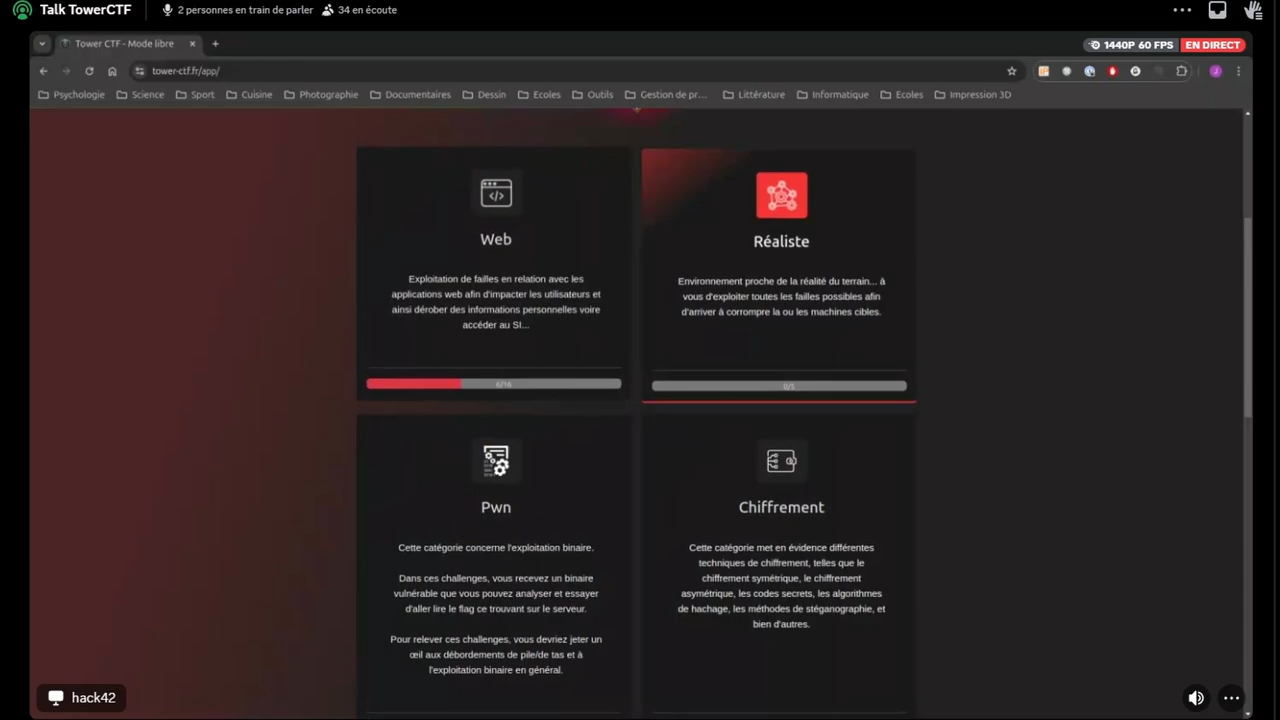 Talk TowerCTF
2 personnes en train de parler
34 en écoute
Tower CTF - Mode libre
1440P 60 FPS
EN DIRECT
tower-ctf.fr/app/
Psychologie
Science
Sport
Cuisine
Photographie
Documentaires
Dessin
Ecoles
Outils
Gestion de pr...
Littérature
Informatique
Ecoles
Impression 3D
Web
Exploitation de failles en relation avec les
applications web afin d'impacter les utilisateurs et
ainsi dérober des informations personnelles voire
accéder au SI...
6/16
Réaliste
Environnement proche de la réalité du terrain... à
vous d'exploiter toutes les failles possibles afin
d'arriver à corrompre la ou les machines cibles.
0/5
Pwn
Cette catégorie concerne l'exploitation binaire.
Dans ces challenges, vous recevez un binaire
vulnérable que vous pouvez analyser et essayer
d'aller lire le flag ce trouvant sur le serveur.
Pour relever ces challenges, vous devriez jeter un
œil aux débordements de pile/de tas et à
l'exploitation binaire en général.
Chiffrement
Cette catégorie met en évidence différentes
techniques de chiffrement, telles que le
chiffrement symétrique, le chiffrement
asymétrique, les codes secrets, les algorithmes
de hachage, les méthodes de stéganographie, et
bien d'autres.
hack42